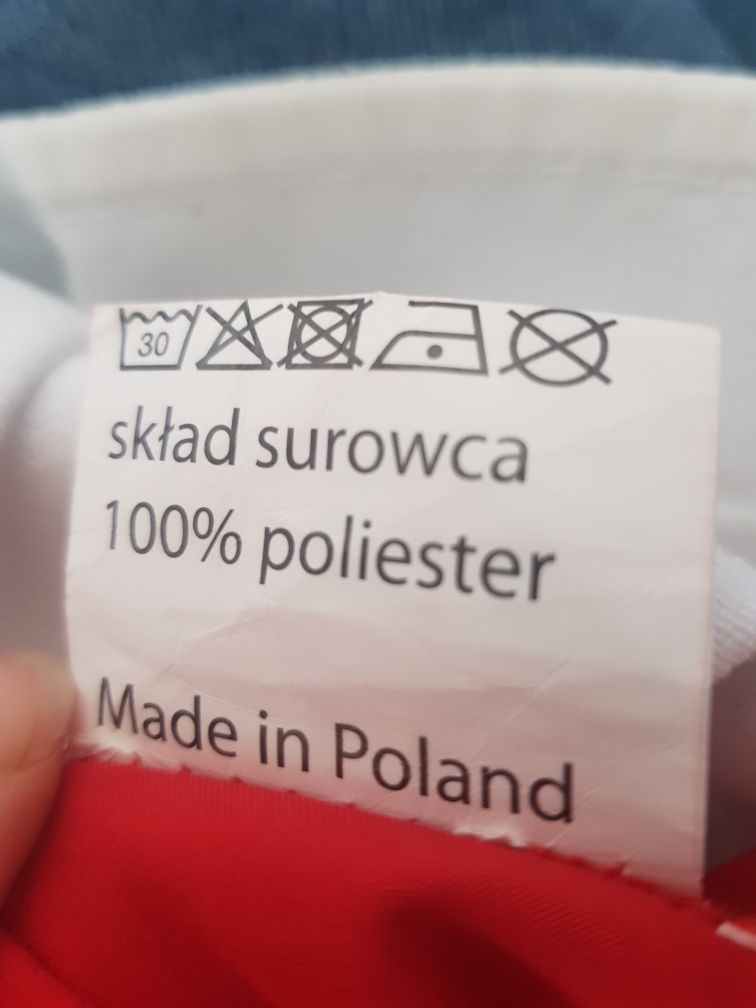 30
skład surowca
100% poliester
Made in Poland